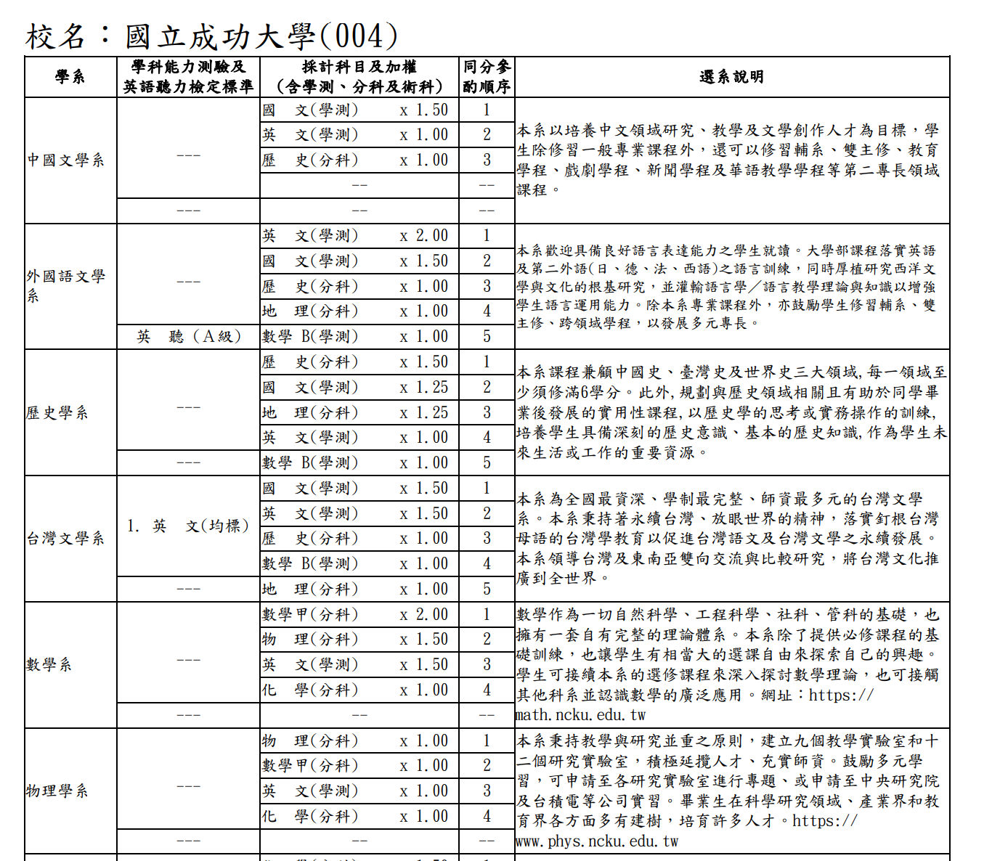 校名：國立成功大學(004)
學系 學科能力測驗及英語聽力檢定標準 採計科目及加權(含學測、分科及術科) 同分參酌順序 選系說明
中國文學系
---
國 文(學測) x 1.50 1
英 文(學測) x 1.00 2
歷 史(分科) x 1.00 3
-- --
--- -- --
本系以培養中文領域研究、教學及文學創作人才為目標，學
生除修習一般專業課程外，還可以修習輔系、雙主修、教育
學程、戲劇學程、新聞學程及華語教學學程等第二專長領域
課程。
外國語文學
系
---
英 文(學測) x 2.00 1
國 文(學測) x 1.50 2
歷 史(分科) x 1.00 3
地 理(分科) x 1.00 4
英 聽（Ａ級） 數學 B(學測) x 1.00 5
本系歡迎具備良好語言表達能力之學生就讀。大學部課程落實英語
及第二外語(日、德、法、西語)之語言訓練，同時厚植研究西洋文
學與文化的根基研究，並灌輸語言學／語言教學理論與知識以增強
學生語言運用能力。除本系專業課程外，亦鼓勵學生修習輔系、雙
主修、跨領域學程，以發展多元專長。
歷史學系
---
歷 史(分科) x 1.50 1
國 文(學測) x 1.25 2
地 理(分科) x 1.25 3
英 文(學測) x 1.00 4
--- 數學 B(學測) x 1.00 5
本系課程兼顧中國史、臺灣史及世界史三大領域,每一領域至
少須修滿6學分。此外,規劃與歷史領域相關且有助於同學畢
業後發展的實用性課程,以歷史學的思考或實務操作的訓練,
培養學生具備深刻的歷史意識、基本的歷史知識,作為學生未
來生活或工作的重要資源。
台灣文學系
1. 英 文(均標)
國 文(學測) x 1.50 1
英 文(學測) x 1.50 2
歷 史(分科) x 1.00 3
數學 B(學測) x 1.00 4
--- 地 理(分科) x 1.00 5
本系為全國最資深、學制最完整、師資最多元的台灣文學
系。本系秉持著永續台灣、放眼世界的精神，落實釘根台灣
母語的台灣學教育以促進台灣語文及台灣文學之永續發展。
本系領導台灣及東南亞雙向交流與比較研究，將台灣文化推
廣到全世界。
數學系
---
數學甲(分科) x 2.00 1
物 理(分科) x 1.50 2
英 文(學測) x 1.50 3
化 學(分科) x 1.00 4
--- -- --
數學作為一切自然科學、工程科學、社科、管科的基礎，也
擁有一套自有完整的理論體系。本系除了提供必修課程的基
礎訓練，也讓學生有相當大的選課自由來探索自己的興趣。
學生可接續本系的選修課程來深入探討數學理論，也可接觸
其他科系並認識數學的廣泛應用。網址：https://
math.ncku.edu.tw
物理學系
---
物 理(分科) x 1.00 1
數學甲(分科) x 1.00 2
英 文(學測) x 1.00 3
化 學(分科) x 1.00 4
--- -- --
本系秉持教學與研究並重之原則，建立九個教學實驗室和十
二個研究實驗室，積極延攬人才、充實師資。鼓勵多元學
習，可申請至各研究實驗室進行專題、或申請至中央研究院
及台積電等公司實習。畢業生在科學研究領域、產業界和教
育界各方面多有建樹，培育許多人才。https://
www.phys.ncku.edu.tw